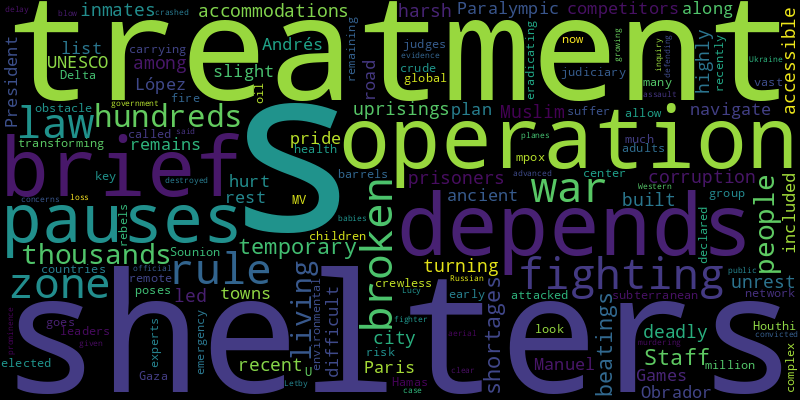 delay blow crashed
inmates accommodations harsh Paralympic competitors along
treatment
President UNESCO carrying list among Andrés remaining judges now eradicating growing inquiry defending highly recently accessible
Delta López slight oil road crude global evidence judiciary many assault vast Ukraine
government fire
law hundreds S uprisings plan Muslim suffer allow navigate
obstacle called said pride operation
transforming remains health planes much adults
brief key barrels mpox center corruption
destroyed hurt prisoners advanced Western group
concerns loss rest MV babies ancient war built
pauses rebels children broken depends declared people included
thousands Sounion temporary turning
zone countries rule living crewless fighting public unrest
remote official environmental Russian
poses led towns Lucy early attacked subterranean network
shelters
prominence goes leaders difficult fighter shortages aerial beatings look deadly Houthi
given experts emergency city convicted
elected recent risk Paris clear murdering Staff million complex
Gaza U Hamas Manuel Games
Letby case Obrador